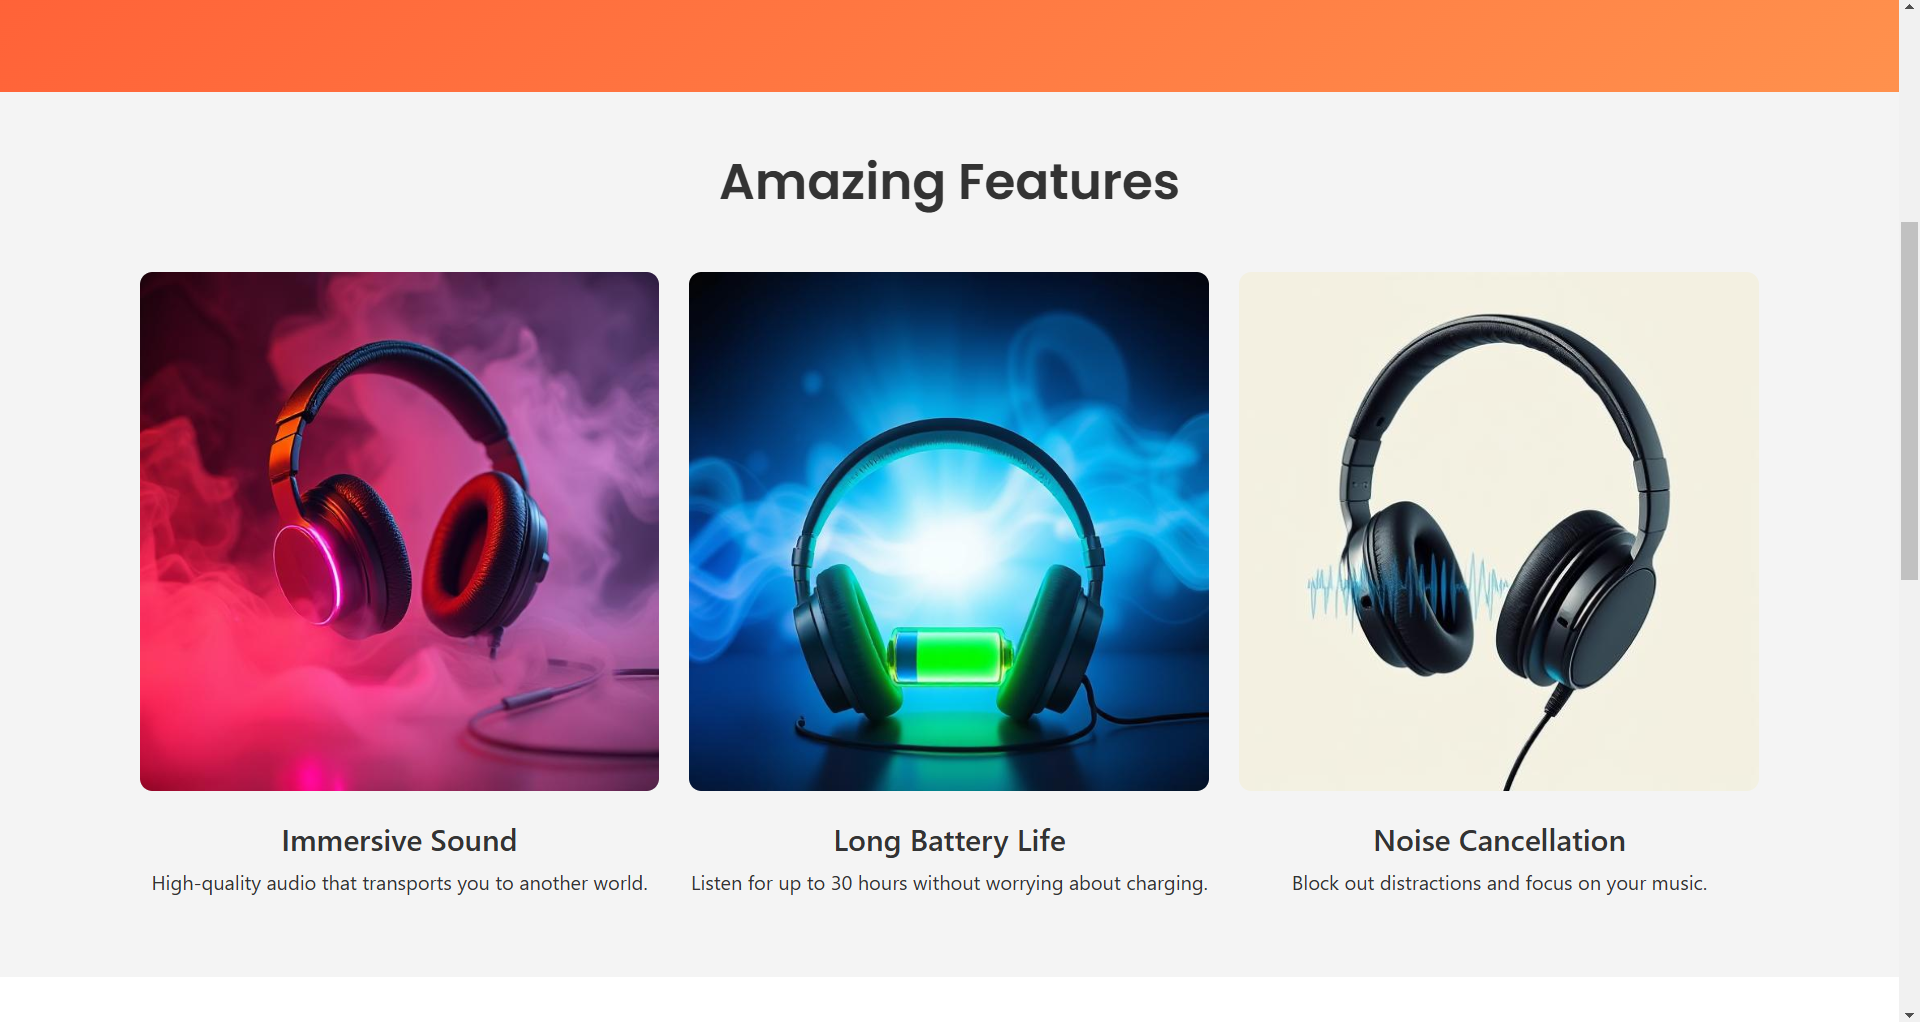 Amazing Features
Immersive Sound
High-quality audio that transports you to another world.
Long Battery Life
Listen for up to 30 hours without worrying about charging.
Noise Cancellation
Block out distractions and focus on your music.